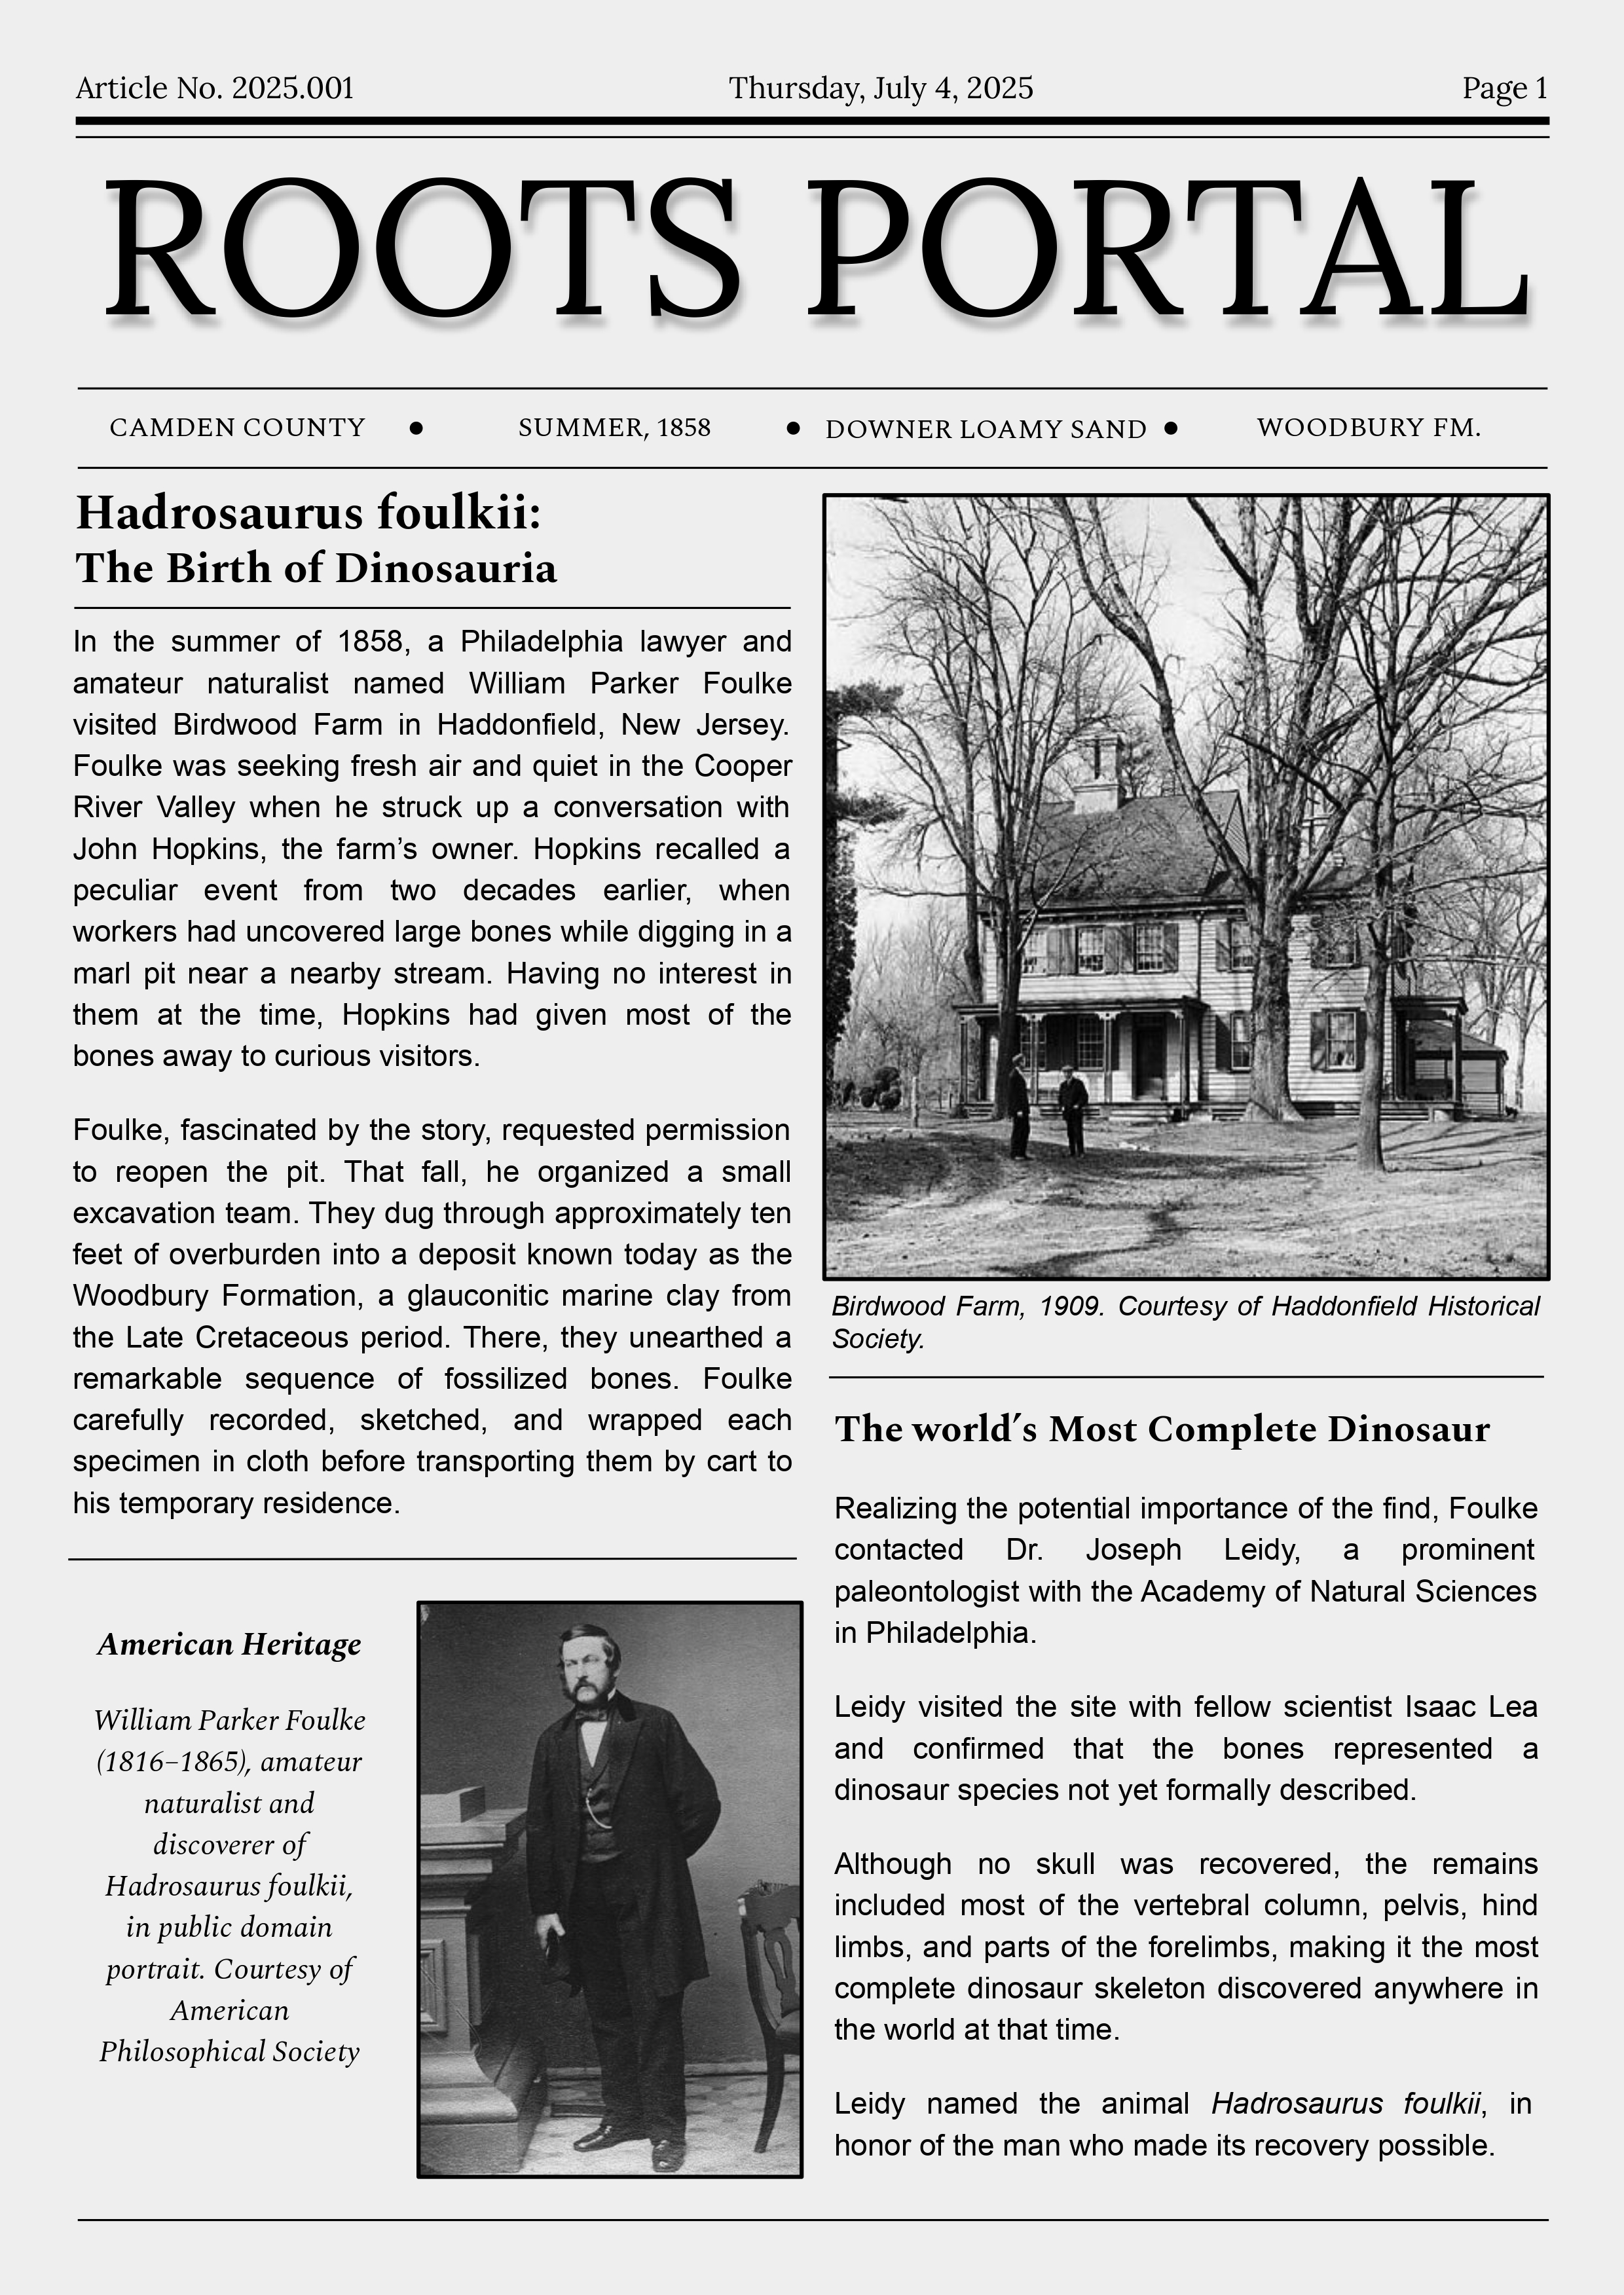 Article No. 2025.001
Thursday, July 4, 2025
Page 1
ROOTS PORTAL
CAMDEN COUNTY ● SUMMER, 1858 ● DOWNER LOAMY SAND ● WOODBURY FM.
Hadrosaurus foulkii:
The Birth of Dinosauria
In the summer of 1858, a Philadelphia lawyer and
amateur naturalist named William Parker Foulke
visited Birdwood Farm in Haddonfield, New Jersey.
Foulke was seeking fresh air and quiet in the Cooper
River Valley when he struck up a conversation with
John Hopkins, the farm’s owner. Hopkins recalled a
peculiar event from two decades earlier, when
workers had uncovered large bones while digging in a
marl pit near a nearby stream. Having no interest in
them at the time, Hopkins had given most of the
bones away to curious visitors.
Foulke, fascinated by the story, requested permission
to reopen the pit. That fall, he organized a small
excavation team. They dug through approximately ten
feet of overburden into a deposit known today as the
Woodbury Formation, a glauconitic marine clay from
the Late Cretaceous period. There, they unearthed a
remarkable sequence of fossilized bones. Foulke
carefully recorded, sketched, and wrapped each
specimen in cloth before transporting them by cart to
his temporary residence.
American Heritage
William Parker Foulke
(1816–1865), amateur
naturalist and
discoverer of
Hadrosaurus foulkii,
in public domain
portrait. Courtesy of
American
Philosophical Society
Birdwood Farm, 1909. Courtesy of Haddonfield Historical
Society.
The world′s Most Complete Dinosaur
Realizing the potential importance of the find, Foulke
contacted Dr. Joseph Leidy, a prominent
paleontologist with the Academy of Natural Sciences
in Philadelphia.
Leidy visited the site with fellow scientist Isaac Lea
and confirmed that the bones represented a
dinosaur species not yet formally described.
Although no skull was recovered, the remains
included most of the vertebral column, pelvis, hind
limbs, and parts of the forelimbs, making it the most
complete dinosaur skeleton discovered anywhere in
the world at that time.
Leidy named the animal Hadrosaurus foulkii, in
honor of the man who made its recovery possible.